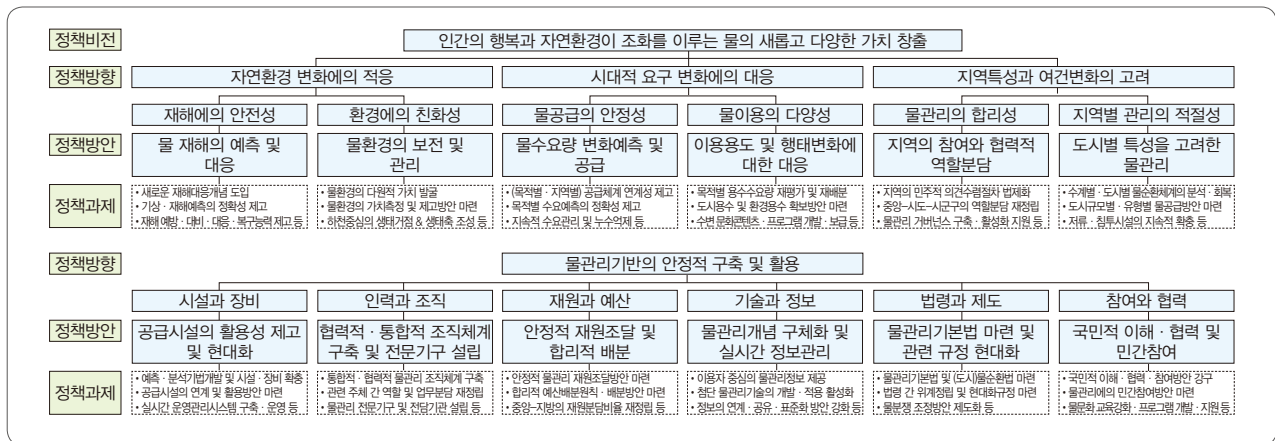 정책비전
인간의 행복과 자연환경이 조화를 이루는 물의 새롭고 다양한 가치 창출
정책방향
자연환경 변화에의 적응
시대적 요구 변화에의 대응
지역특성과 여건변화의 고려
재해에의 안전성
환경에의 친화성
물공급의 안정성
물이용의 다양성
물관리의 합리성
지역별 관리의 적절성
정책방안
물 재해의 예측 및
대응
물환경의 보전 및
관리
물수요량 변화예측 및
공급
이용용도 및 행태변화에
대한 대응
지역의 참여와 협력적
역할분담
도시별 특성을 고려한
물관리
정책과제
• 새로운 재해대응개념 도입
• 기상 · 재해예측의 정확성 제고
• 재해 예방 · 대비 · 대응 · 복구능력 제고 등
• 물환경의 다원적 가치 발굴
• 물환경의 가치측정 및 제고방안 마련
• 하천중심의 생태거점 & 생태축 조성 등
• (목적별 · 지역별) 공급체계 연계성 제고
• 목적별 수요예측의 정확성 제고
• 지속적 수요관리 및 누수억제 등
• 목적별 용수수요량 재평가 및 재배분
• 도시용수 및 환경용수 확보방안 마련
• 수변 문화콘텐츠 · 프로그램 개발 · 보급 등
• 지역의 민주적 의견수렴절차 법제화
• 중앙–시도–시군구의 역할분담 재정립
• 물관리 거버넌스 구축 · 활성화 지원 등
• 수계별 · 도시별 물순환체계의 분석 · 회복
• 도시규모별 · 유형별 물공급방안 마련
• 저류 · 침투시설의 지속적 확충 등
정책방향
물관리기반의 안정적 구축 및 활용
시설과 장비
인력과 조직
재원과 예산
기술과 정보
법령과 제도
참여와 협력
정책방안
공급시설의 활용성 제고
및 현대화
협력적 · 통합적 조직체계
구축 및 전문기구 설립
안정적 재원조달 및
합리적 배분
물관리개념 구체화 및
실시간 정보관리
물관리기본법 마련 및
관련 규정 현대화
국민적 이해 · 협력 및
민간참여
정책과제
• 예측 · 분석기법개발 및 시설 · 장비 확충
• 공급시설의 연계 및 활용방안 마련
• 실시간 운영관리시스템 구축 · 운영 등
• 통합적 · 협력적 물관리 조직체계 구축
• 관련 주체 간 역할 및 업무분담 재정립
• 물관리 전문기구 및 전담기관 설립 등
• 안정적 물관리 재원조달방안 마련
• 합리적 예산배분원칙 · 배분방안 마련
• 중앙–지방의 재원분담비율 재정립 등
• 이용자 중심의 물관리정보 제공
• 첨단 물관리기술의 개발 · 적용 활성화
• 정보의 연계 · 공유 · 표준화 방안 강화 등
• 물관리기본법 및 (도시)물순환법 마련
• 법령 간 위계정립 및 현대화규정 마련
• 물분쟁 조정방안 제도화 등
• 국민적 이해 · 협력 · 참여방안 강구
• 물관리에의 민간참여방안 마련
• 물문화 교육강화 · 프로그램 개발 · 지원 등